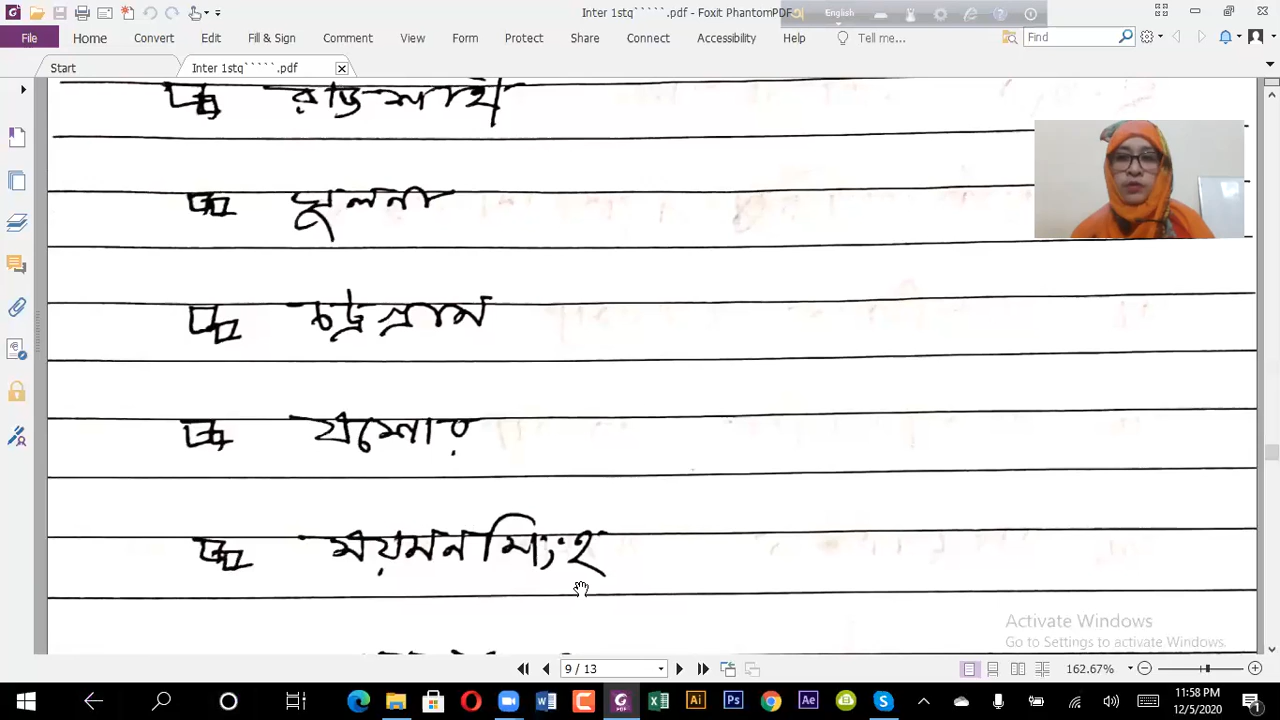 Inter 1stq`````.pdf - Foxit PhantomPDF
English
File Home Convert Edit Fill & Sign Comment View Form Protect Share Connect Accessibility Help Tell me... Find
Start Inter 1stq`````.pdf
খুলনা
চট্রগ্রাম
যশোর
ময়মনসিংহ
Activate Windows
Go to Settings to activate Windows.
9 / 13 162.67%
11:58 PM
12/5/2020